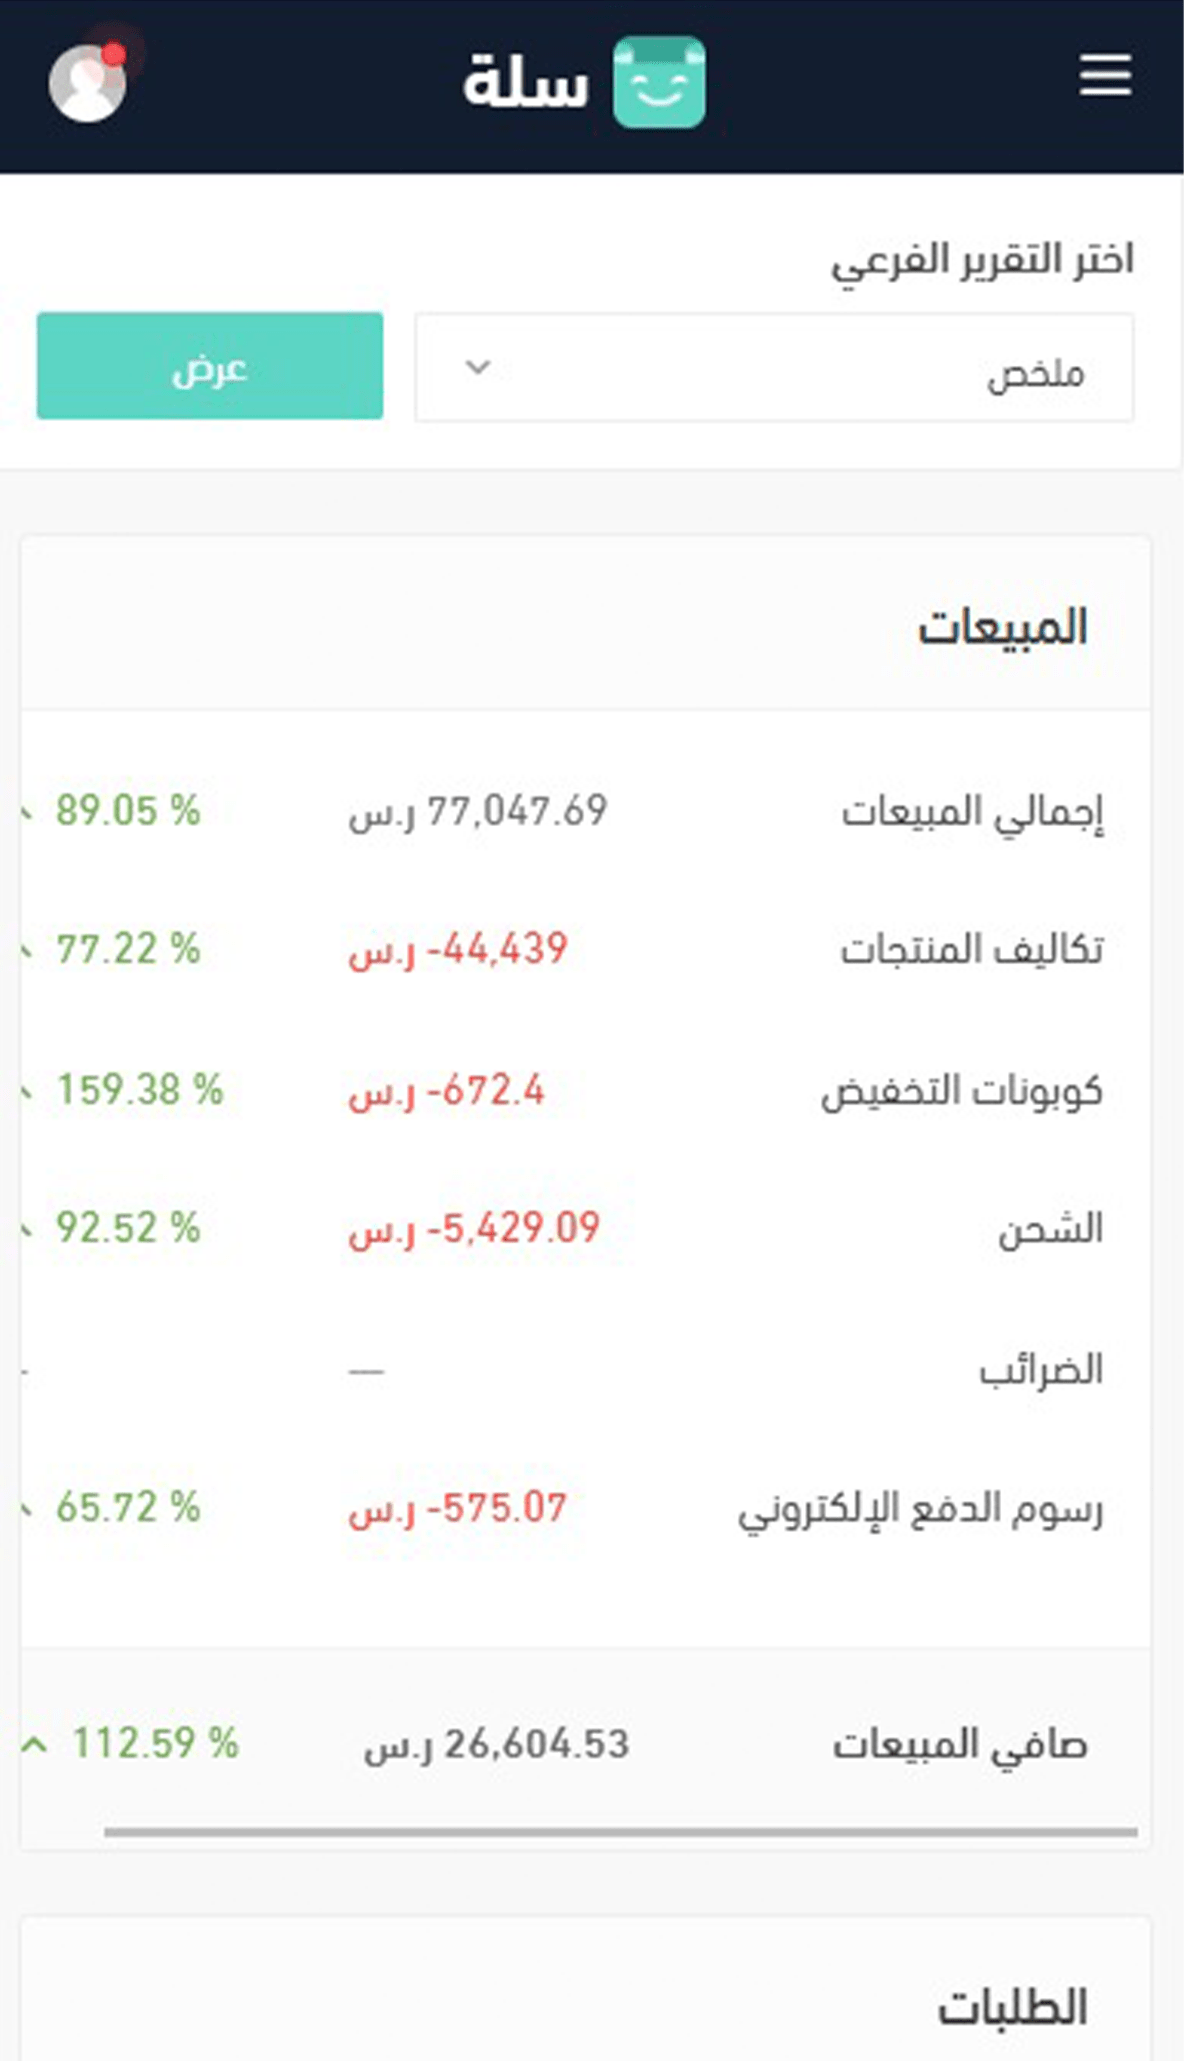 سلة
اختر التقرير الفرعي
ملخص
عرض
المبيعات
إجمالي المبيعات 77,047.69 ر.س 89.05 %
تكاليف المنتجات -44,439 ر.س 77.22 %
كوبونات التخفيض -672.4 ر.س 159.38 %
الشحن -5,429.09 ر.س 92.52 %
الضرائب — -
رسوم الدفع الإلكتروني -575.07 ر.س 65.72 %
صافي المبيعات 26,604.53 ر.س 112.59 %
الطلبات